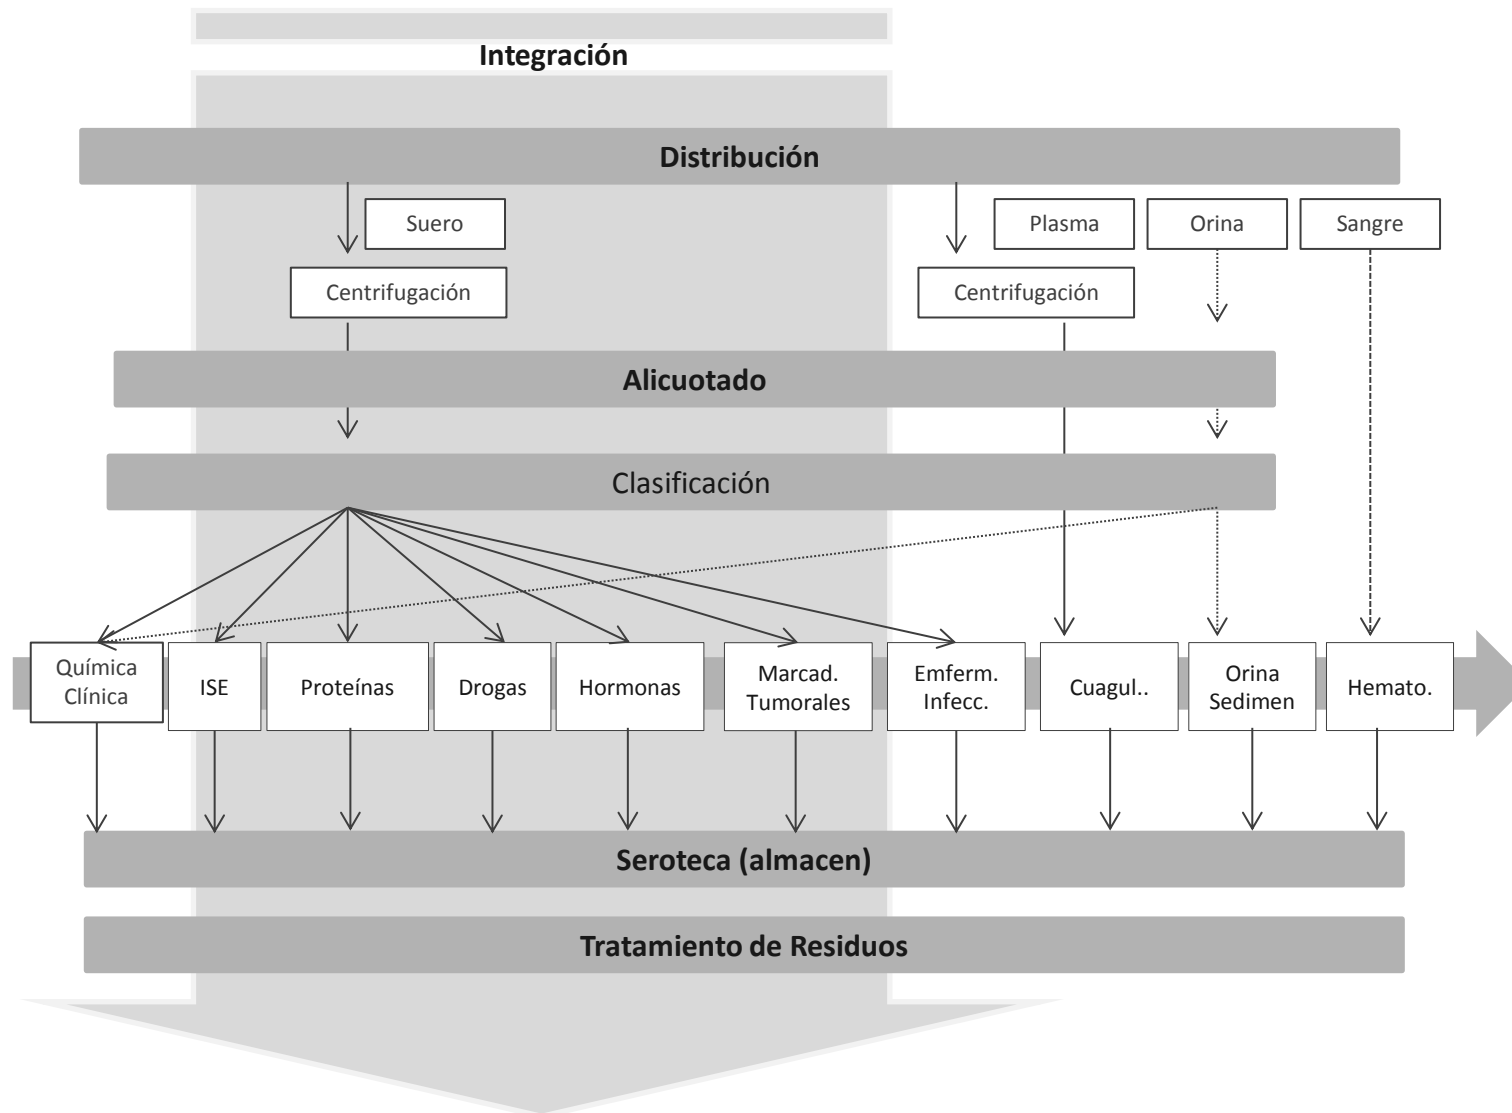 Integración
Distribución
Suero
Plasma
Orina
Sangre
Centrifugación
Centrifugación
Alicuotado
Clasificación
Química
Clínica
ISE
Proteínas
Drogas
Hormonas
Marcad.
Tumorales
Emferm.
Infecc.
Cuagul..
Orina
Sedimen
Hemato.
Seroteca (almacen)
Tratamiento de Residuos